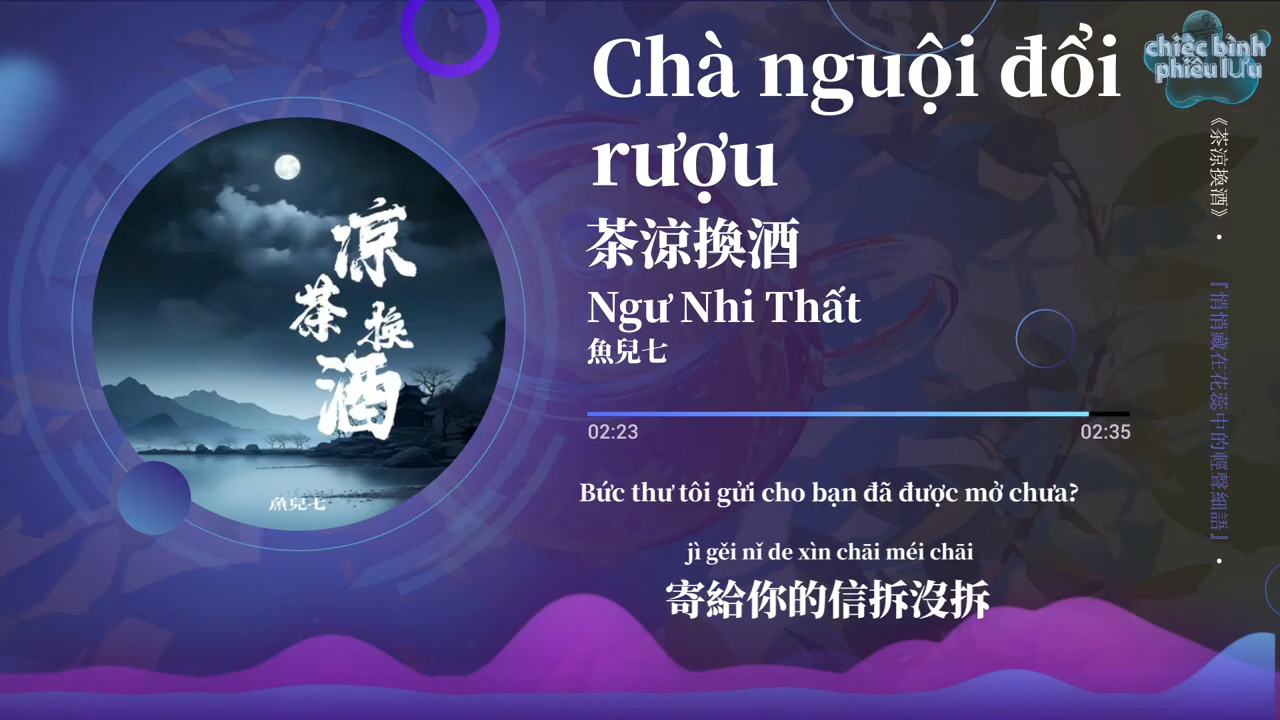 Chà nguội đổi
rượu
茶涼換酒
Ngư Nhi Thất
魚兒七
02:23
02:35
Bức thư tôi gửi cho bạn đã được mở chưa?
jì gěi nǐ de xìn chāi méi chāi
寄給你的信拆沒拆
凉
茶換
酒
魚兒七
chiếc bình
phiêu lưu
《茶涼換酒》 • 『悄悄藏在花蕊中的輕聲細語』 •